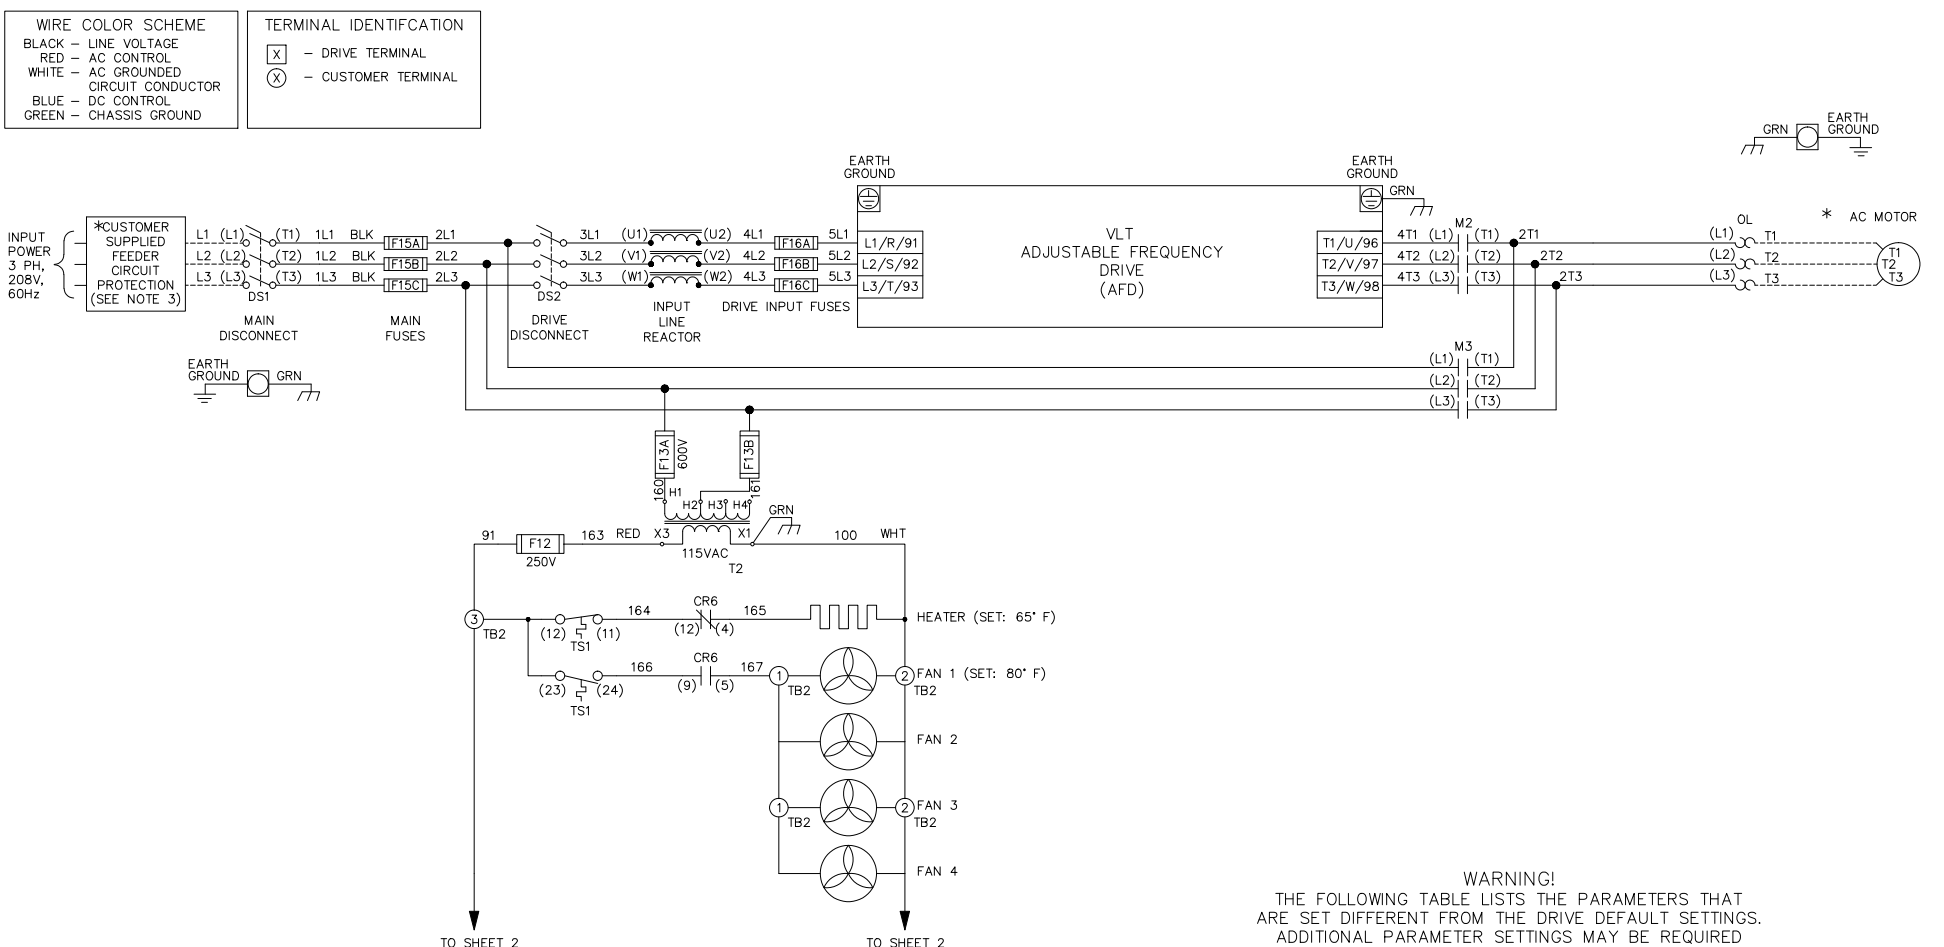 WIRE COLOR SCHEME
BLACK – LINE VOLTAGE
RED – AC CONTROL
WHITE – AC GROUNDED
CIRCUIT CONDUCTOR
BLUE – DC CONTROL
GREEN – CHASSIS GROUND
TERMINAL IDENTIFCATION
X – DRIVE TERMINAL
X – CUSTOMER TERMINAL
GRN
EARTH
GROUND
INPUT
POWER
3 PH,
208V,
60Hz
*CUSTOMER
SUPPLIED
FEEDER
CIRCUIT
PROTECTION
(SEE NOTE 3)
L1 (L1) (T1) 1L1 BLK F15A 2L1
L2 (L2) (T2) 1L2 BLK F15B 2L2
L3 (L3) (T3) 1L3 BLK F15C 2L3
DS1
MAIN
DISCONNECT
MAIN
FUSES
3L1 (U1) (U2) 4L1 F16A 5L1
3L2 (V1) (V2) 4L2 F16B 5L2
3L3 (W1) (W2) 4L3 F16C 5L3
DS2
DRIVE
DISCONNECT
INPUT
LINE
REACTOR
DRIVE INPUT FUSES
EARTH
GROUND
L1/R/91
L2/S/92
L3/T/93
VLT
ADJUSTABLE FREQUENCY
DRIVE
(AFD)
EARTH
GROUND
GRN
T1/U/96
T2/V/97
T3/W/98
M2
4T1 (L1) (T1) 2T1
4T2 (L2) (T2) 2T2
4T3 (L3) (T3) 2T3
OL
(L1) T1
(L2) T2
(L3) T3
* AC MOTOR
T1
T2
T3
M3
(L1) (T1)
(L2) (T2)
(L3) (T3)
EARTH
GROUND
GRN
F13A
600V
F13B
160
161
H1
H2 H3 H4
GRN
91 F12 163 RED X3 X1 100 WHT
250V
115VAC
T2
3
TB2
164 CR6 165
(12) (11) (12) (4)
TS1
HEATER (SET: 65° F)
166 CR6 167
(23) (24) (9) (5)
TS1
1
TB2
2
TB2
FAN 1 (SET: 80° F)
FAN 2
1
TB2
2
TB2
FAN 3
FAN 4
TO SHEET 2
TO SHEET 2
WARNING!
THE FOLLOWING TABLE LISTS THE PARAMETERS THAT
ARE SET DIFFERENT FROM THE DRIVE DEFAULT SETTINGS.
ADDITIONAL PARAMETER SETTINGS MAY BE REQUIRED